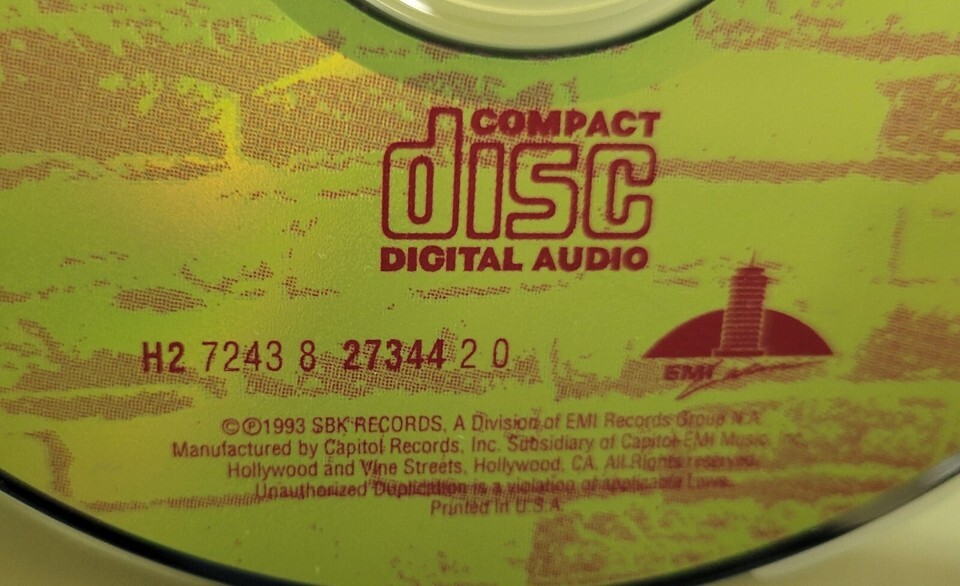 COMPACT
disc
DIGITAL AUDIO
H2 7243 8 27344 2 0
EMI
©℗1993 SBK RECORDS, A Division of EMI Records Group N.A.
Manufactured by Capitol Records, Inc. Subsidiary of Capitol-EMI Music, Inc.
Hollywood and Vine Streets, Hollywood, CA. All Rights reserved.
Unauthorized Duplication is a violation of applicable Laws.
Printed in U.S.A.